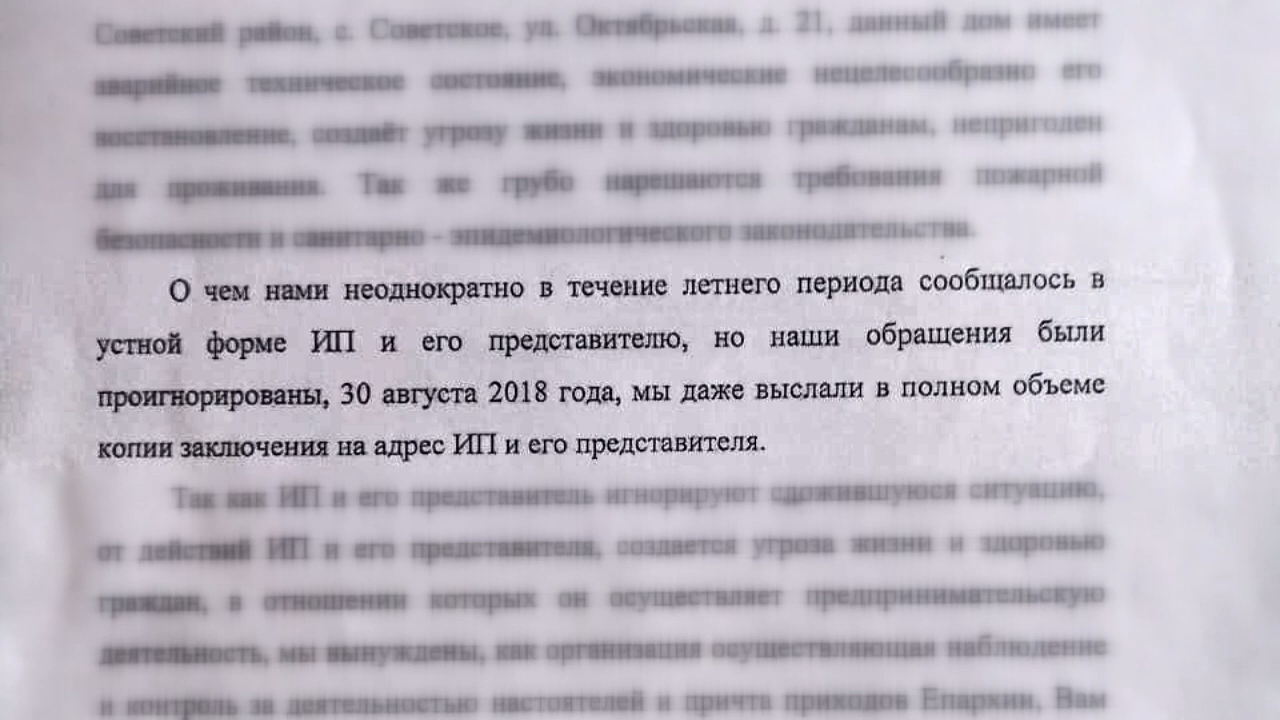 Советский район, с. Советское, ул. Октябрьская, д. 21, данный дом имеет
аварийное техническое состояние, экономические нецелесообразно его
восстановление, создаёт угрозу жизни и здоровью гражданам, непригоден
для проживания. Так же грубо нарешаются требования пожарной
безопасности и санитарно - эпидемиологического законодательства.
О чем нами неоднократно в течение летнего периода сообщалось в
устной форме ИП и его представителю, но наши обращения были
проигнорированы, 30 августа 2018 года, мы даже выслали в полном объеме
копии заключения на адрес ИП и его представителя.
Так как ИП и его представитель игнорируют сложившуюся ситуацию,
от действий ИП и его представителя, создается угроза жизни и здоровью
граждан, в отношении которых он осуществляет предпринимательскую
деятельность, мы вынуждены, как организация осуществляющая наблюдение
и контроль за деятельностью настоятелей и причта приходов Епархии, Вам